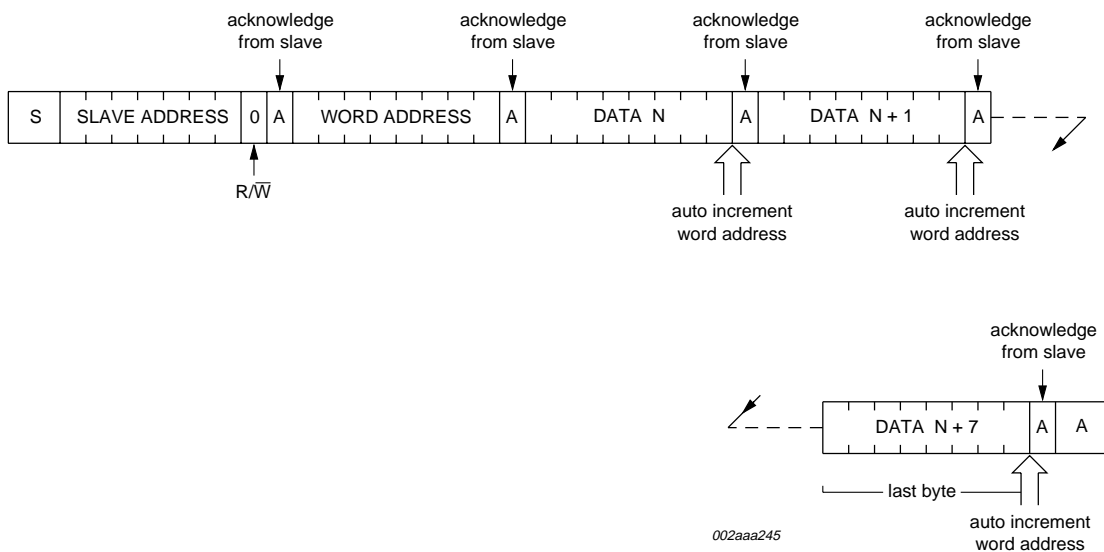 acknowledge
from slave
acknowledge
from slave
acknowledge
from slave
acknowledge
from slave
S
SLAVE ADDRESS
0
A
WORD ADDRESS
A
DATA N
A
DATA N + 1
A
R/W̅
auto increment
word address
auto increment
word address
acknowledge
from slave
DATA N + 7
A
A
last byte
auto increment
word address
002aaa245